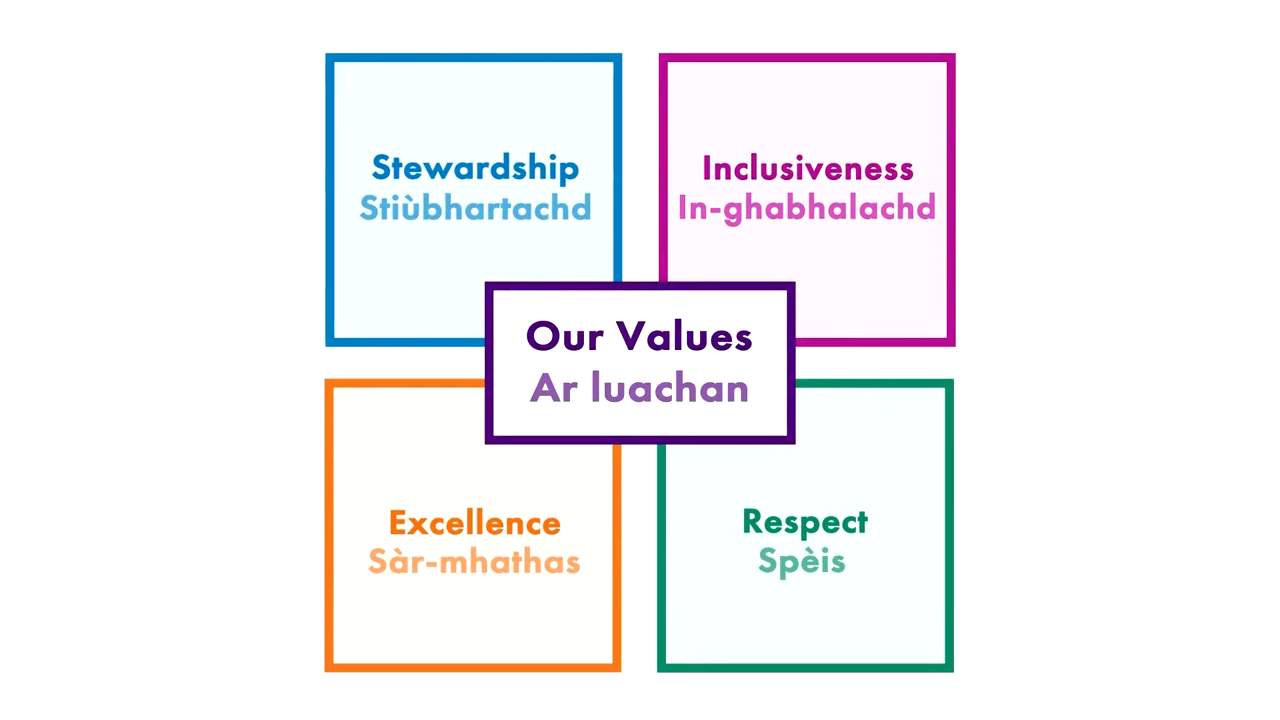 Stewardship
Stiùbhartachd
Inclusiveness
In-ghabhalachd
Our Values
Ar luachan
Excellence
Sàr-mhathas
Respect
Spèis